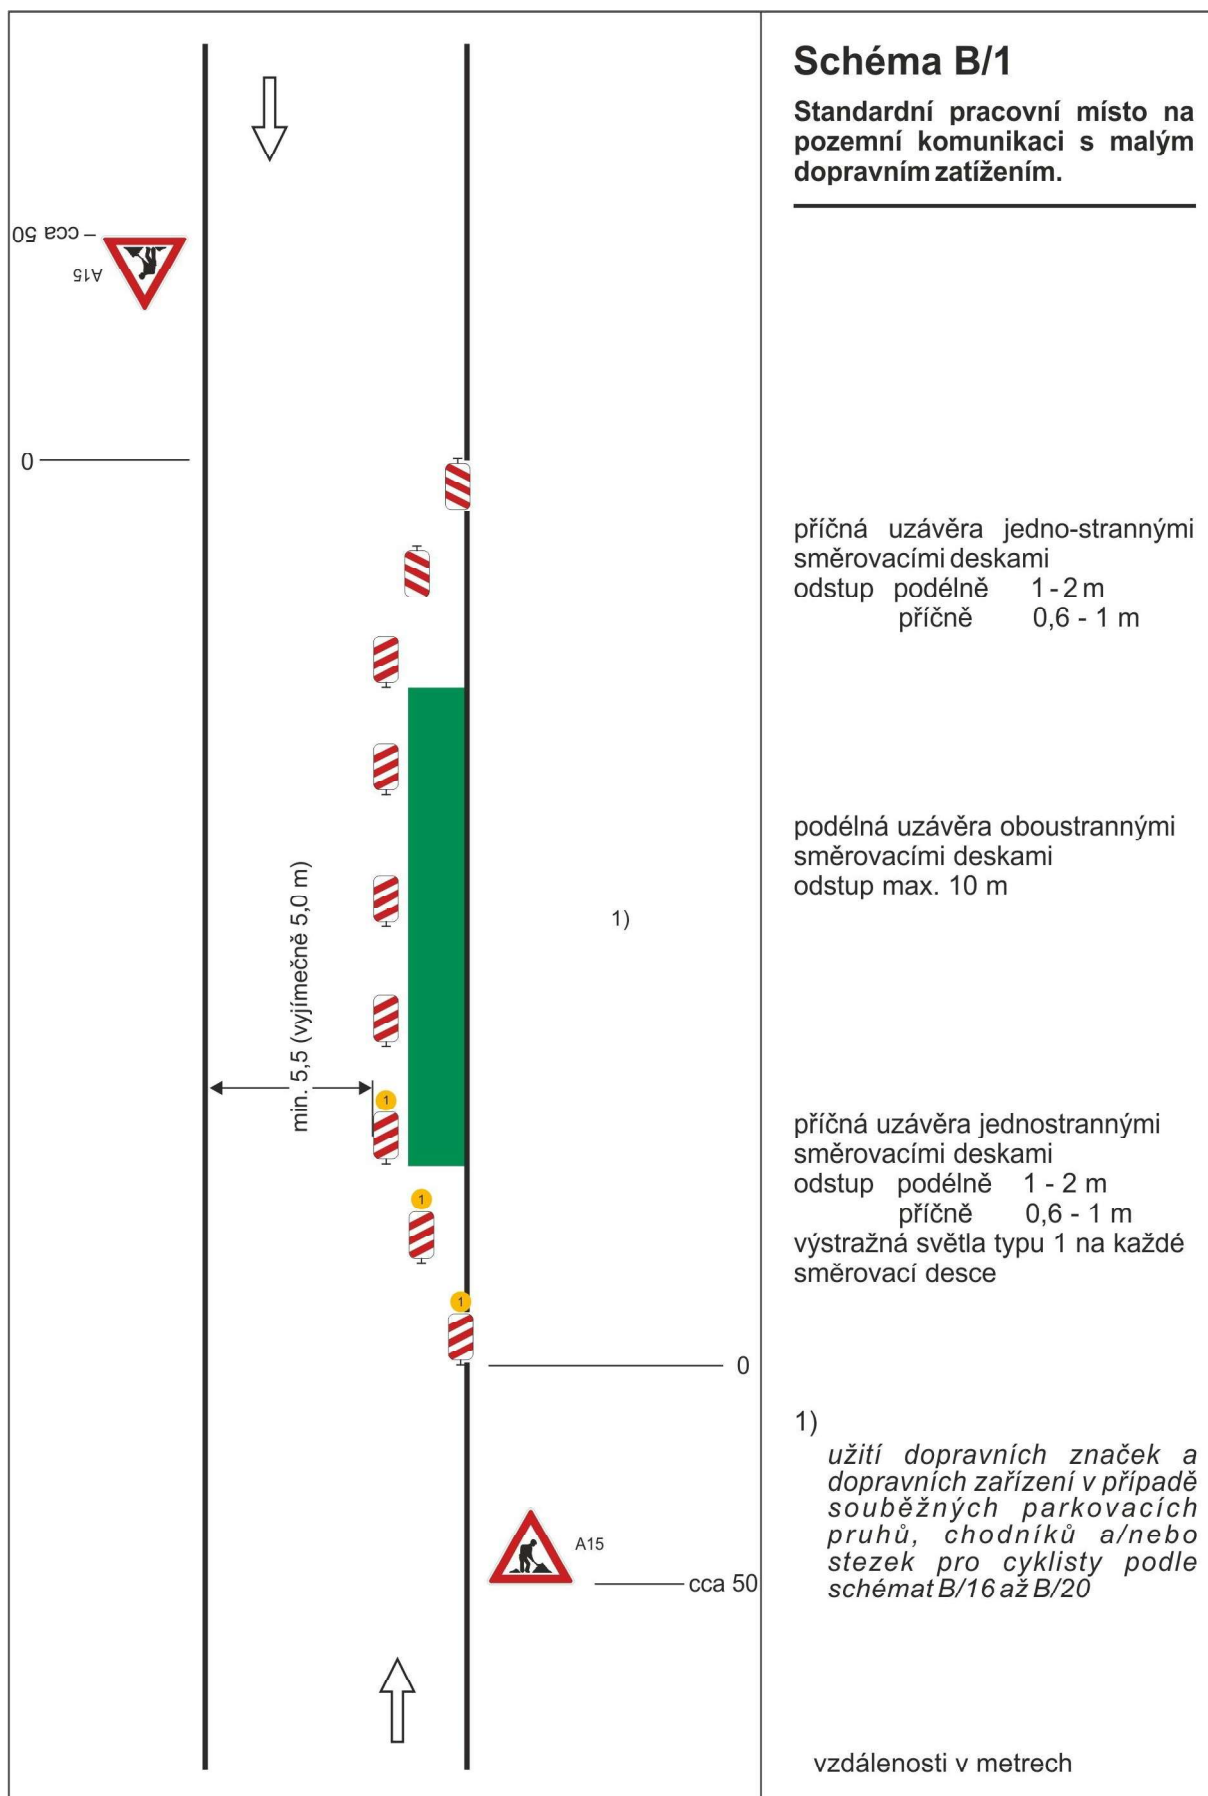 Schéma B/1
Standardní pracovní místo na
pozemní komunikaci s malým
dopravním zatížením.
cca 50
A15
0
příčná uzávěra jedno-strannými
směrovacími deskami
odstup podélně 1 - 2 m
příčně 0,6 - 1 m
podélná uzávěra oboustrannými
směrovacími deskami
odstup max. 10 m
1)
min. 5,5 (vyjímečně 5,0 m)
1
1
1
příčná uzávěra jednostrannými
směrovacími deskami
odstup podélně 1 - 2 m
příčně 0,6 - 1 m
výstražná světla typu 1 na každé
směrovací desce
0
A15
cca 50
1)
užití dopravních značek a
dopravních zařízení v případě
souběžných parkovacích
pruhů, chodníků a/nebo
stezek pro cyklisty podle
schémat B/16 až B/20
vzdálenosti v metrech